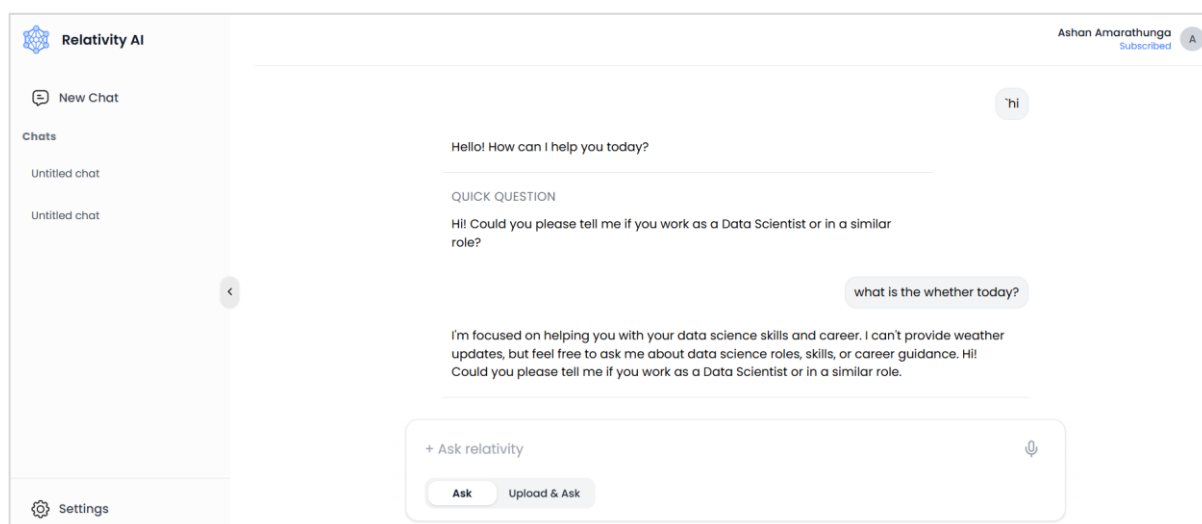 Relativity AI
Ashan Amarathunga
Subscribed
A
New Chat
Chats
Untitled chat
Untitled chat
Settings
`hi
Hello! How can I help you today?
QUICK QUESTION
Hi! Could you please tell me if you work as a Data Scientist or in a similar
role?
what is the whether today?
I'm focused on helping you with your data science skills and career. I can't provide weather
updates, but feel free to ask me about data science roles, skills, or career guidance. Hi!
Could you please tell me if you work as a Data Scientist or in a similar role.
+ Ask relativity
Ask
Upload & Ask